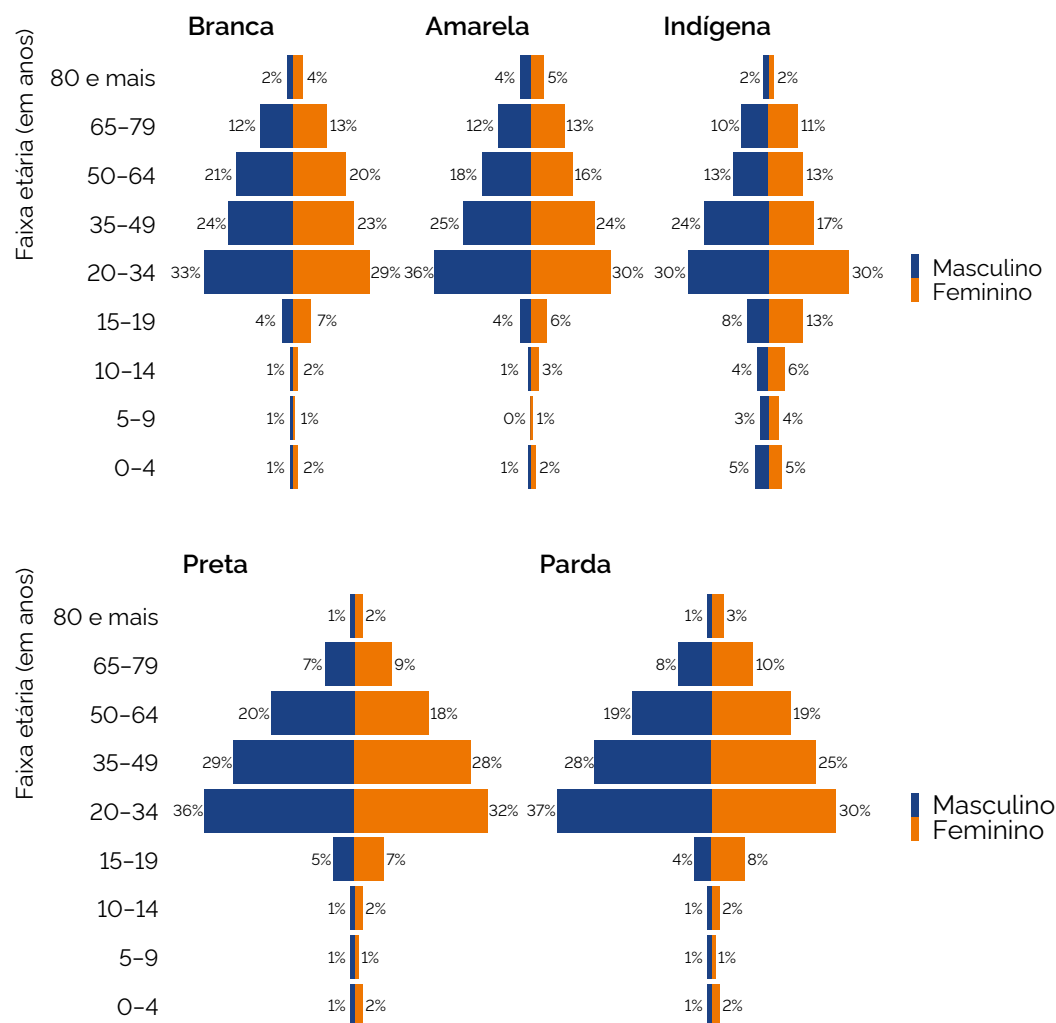 Branca Amarela Indígena
Faixa etária (em anos)
80 e mais 2% 4% 4% 5% 2% 2%
65–79 12% 13% 12% 13% 10% 11%
50–64 21% 20% 18% 16% 13% 13%
35–49 24% 23% 25% 24% 24% 17%
20–34 33% 29% 36% 30% 30% 30%
15–19 4% 7% 4% 6% 8% 13%
10–14 1% 2% 1% 3% 4% 6%
5–9 1% 1% 0% 1% 3% 4%
0–4 1% 2% 1% 2% 5% 5%
Masculino
Feminino
Preta Parda
Faixa etária (em anos)
80 e mais 1% 2% 1% 3%
65–79 7% 9% 8% 10%
50–64 20% 18% 19% 19%
35–49 29% 28% 28% 25%
20–34 36% 32% 37% 30%
15–19 5% 7% 4% 8%
10–14 1% 2% 1% 2%
5–9 1% 1% 1% 1%
0–4 1% 2% 1% 2%
Masculino
Feminino